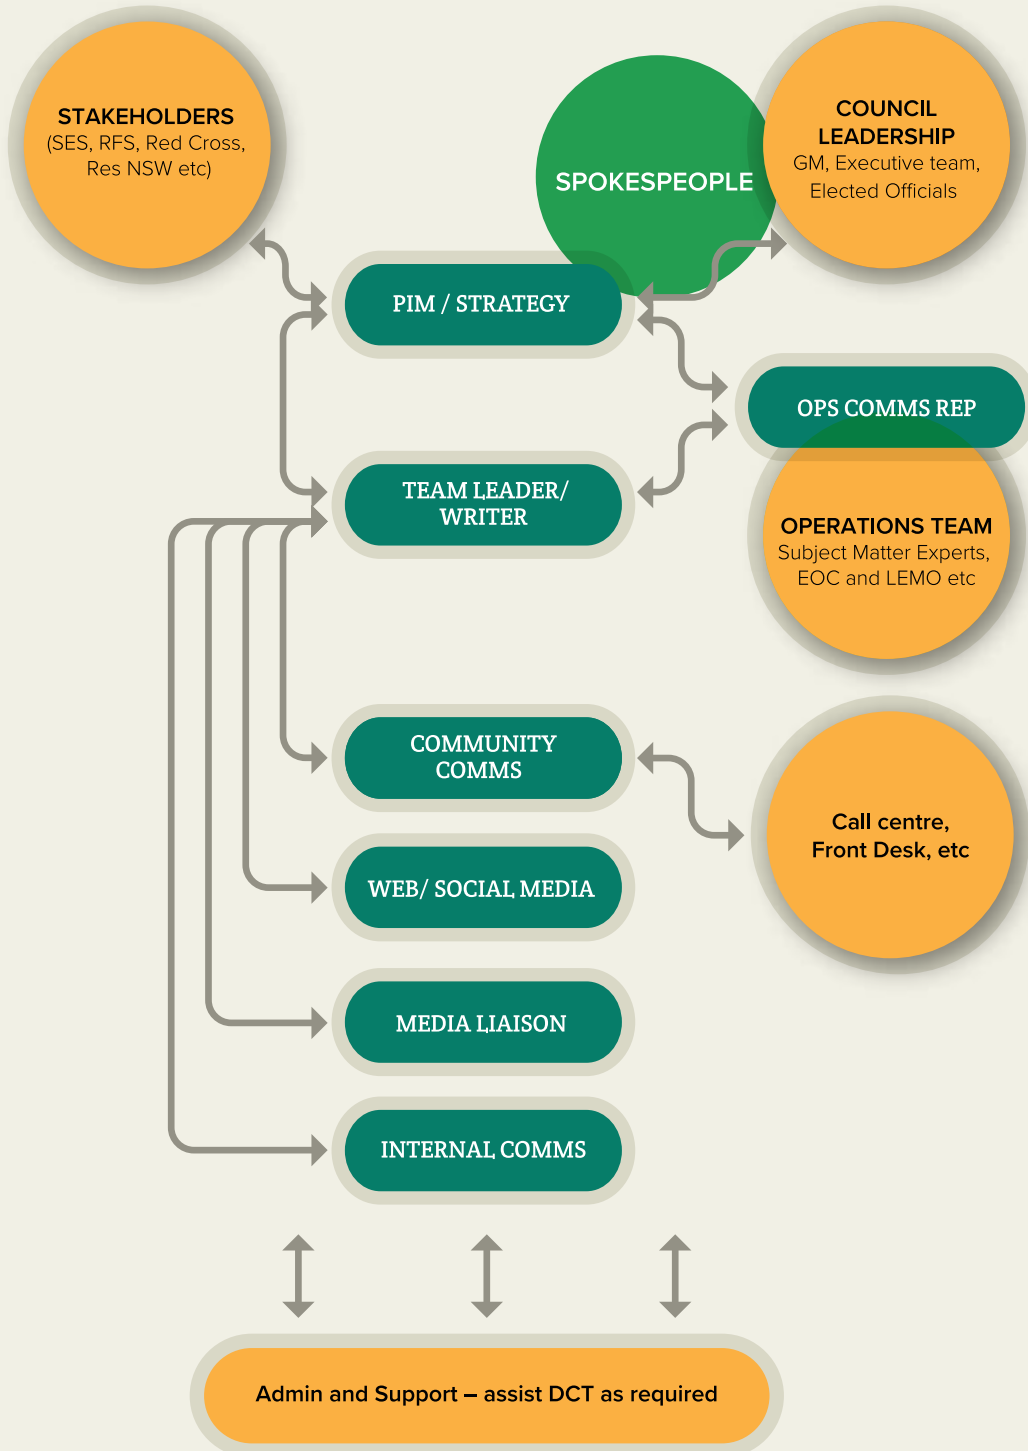 STAKEHOLDERS
(SES, RFS, Red Cross,
Res NSW etc)
SPOKESPEOPLE
COUNCIL
LEADERSHIP
GM, Executive team,
Elected Officials
PIM / STRATEGY
OPS COMMS REP
TEAM LEADER/
WRITER
OPERATIONS TEAM
Subject Matter Experts,
EOC and LEMO etc
COMMUNITY
COMMS
Call centre,
Front Desk, etc
WEB/ SOCIAL MEDIA
MEDIA LIAISON
INTERNAL COMMS
Admin and Support – assist DCT as required